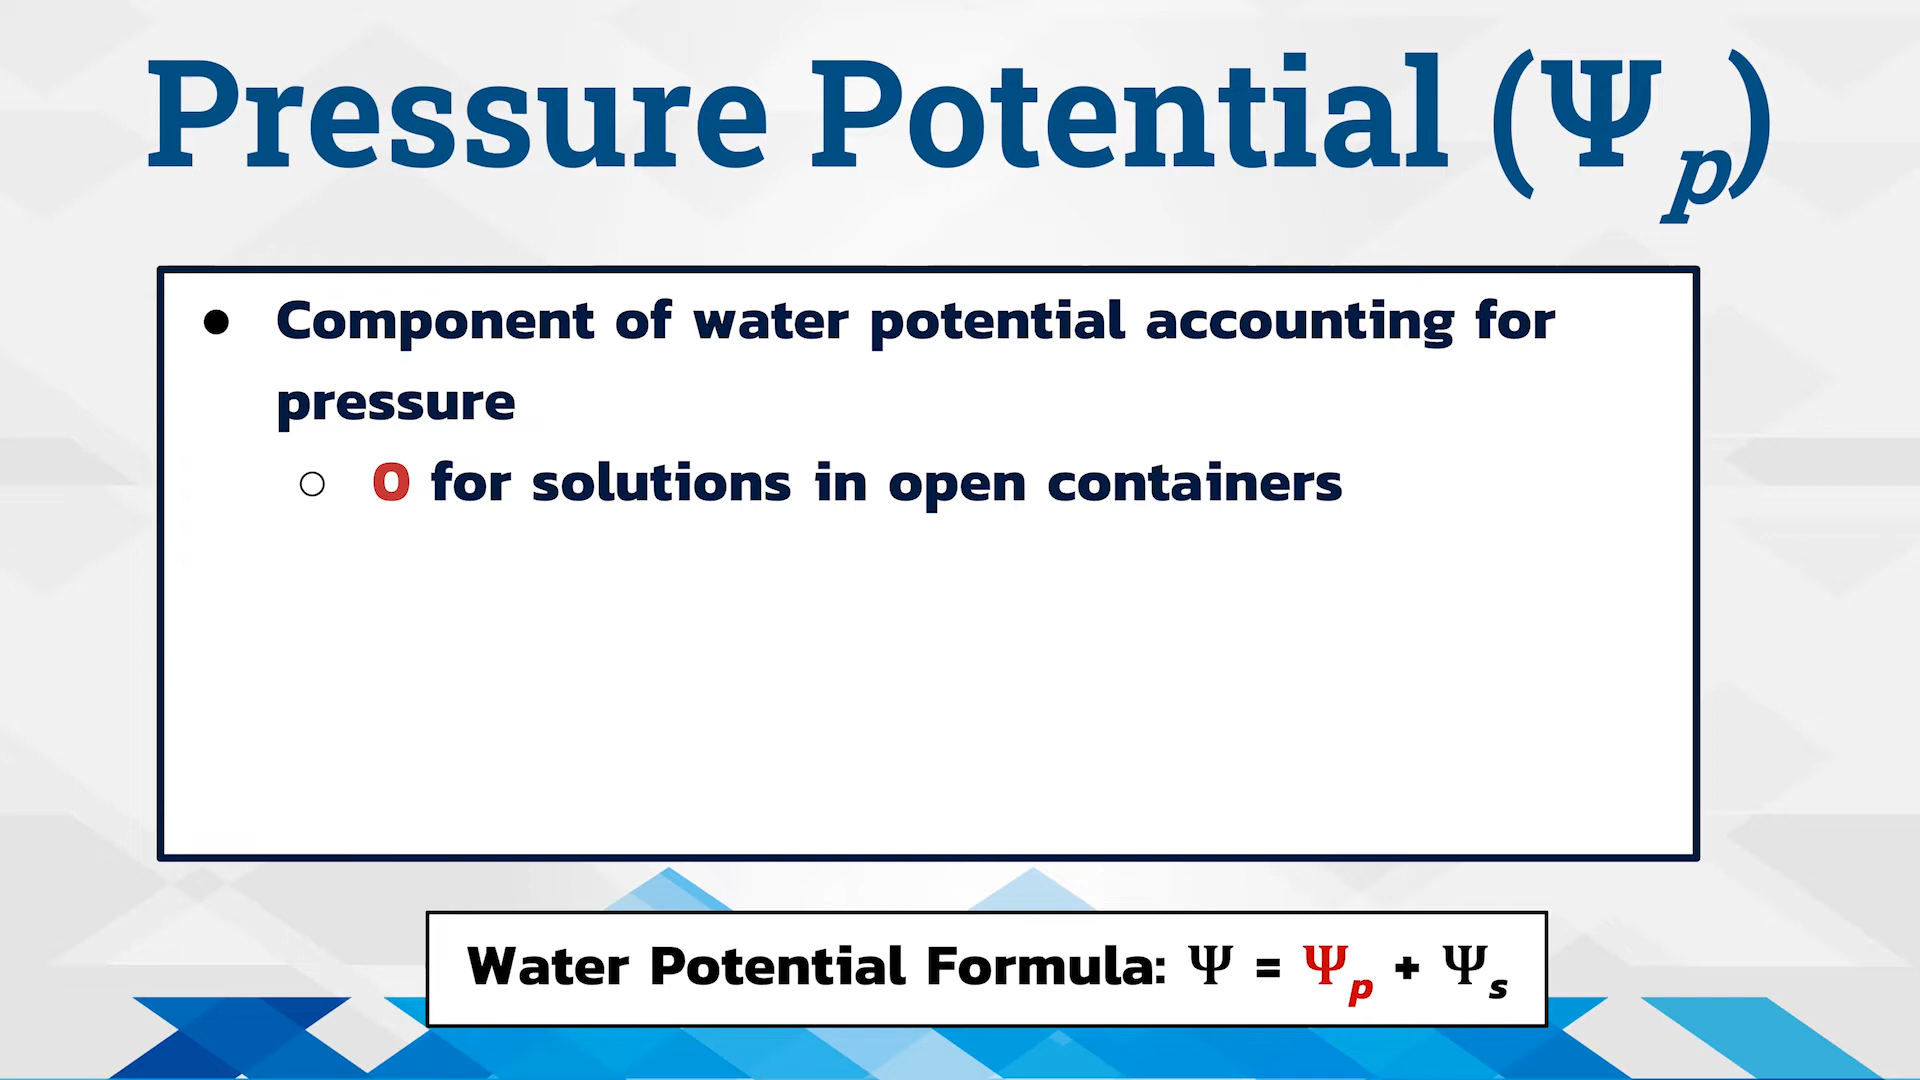 Pressure Potential (Ψp)
● Component of water potential accounting for
pressure
○ 0 for solutions in open containers
Water Potential Formula: Ψ = Ψp + Ψs